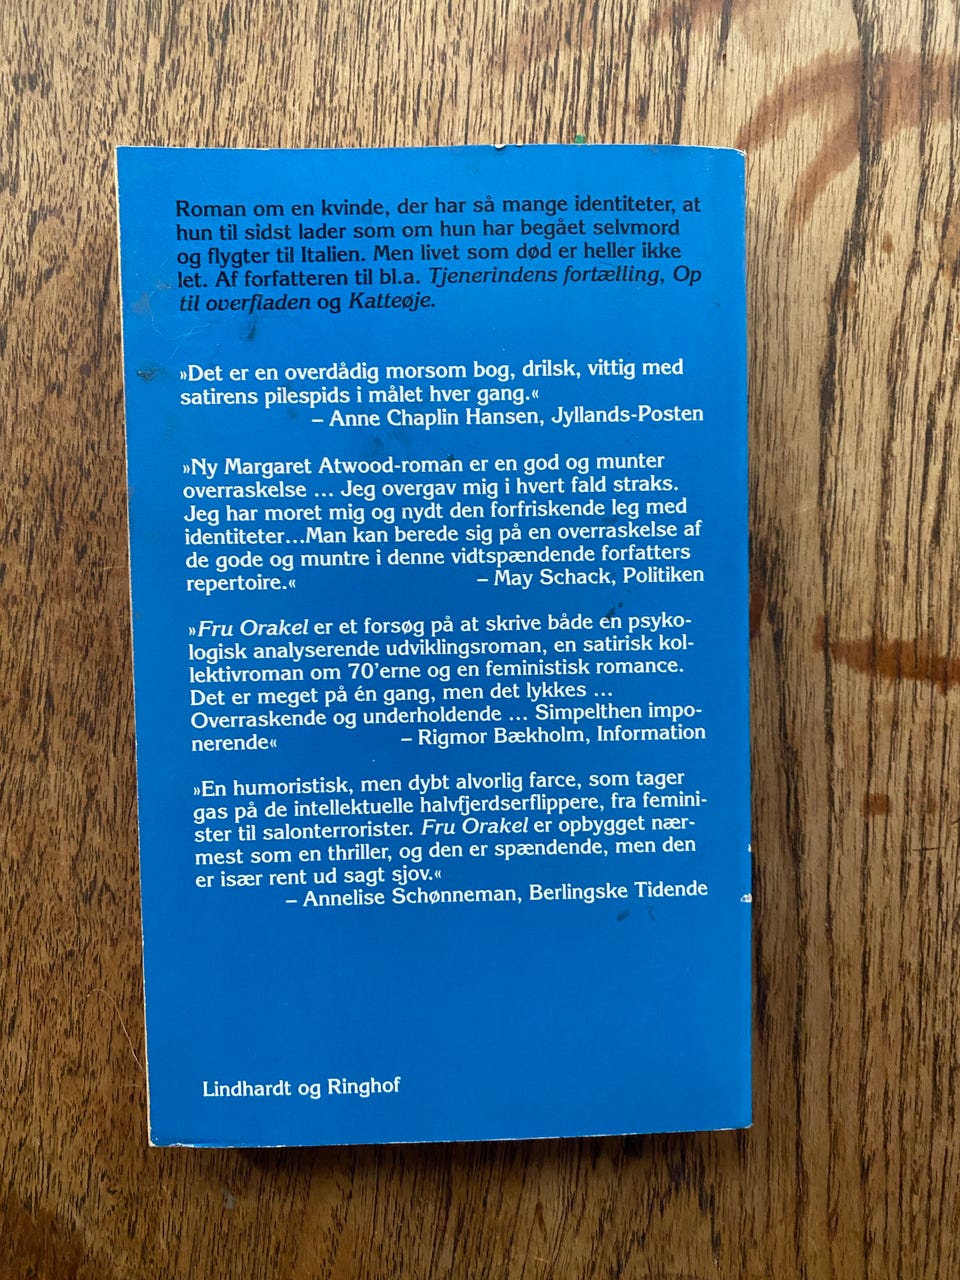 Roman om en kvinde, der har så mange identiteter, at
hun til sidst lader som om hun har begået selvmord
og flygter til Italien. Men livet som død er heller ikke
let. Af forfatteren til bl.a. Tjenerindens fortælling, Op
til overfladen og Katteøje.
»Det er en overdådig morsom bog, drilsk, vittig med
satirens pilespids i målet hver gang.«
– Anne Chaplin Hansen, Jyllands-Posten
»Ny Margaret Atwood-roman er en god og munter
overraskelse ... Jeg overgav mig i hvert fald straks.
Jeg har moret mig og nydt den forfriskende leg med
identiteter...Man kan berede sig på en overraskelse af
de gode og muntre i denne vidtspændende forfatters
repertoire.« – May Schack, Politiken
»Fru Orakel er et forsøg på at skrive både en psyko-
logisk analyserende udviklingsroman, en satirisk kol-
lektivroman om 70'erne og en feministisk romance.
Det er meget på én gang, men det lykkes ...
Overraskende og underholdende ... Simpelthen impo-
nerende« – Rigmor Bækholm, Information
»En humoristisk, men dybt alvorlig farce, som tager
gas på de intellektuelle halvfjerdserflippere, fra femini-
ster til salonterrorister. Fru Orakel er opbygget nær-
mest som en thriller, og den er spændende, men den
er især rent ud sagt sjov.«
– Annelise Schønneman, Berlingske Tidende
Lindhardt og Ringhof